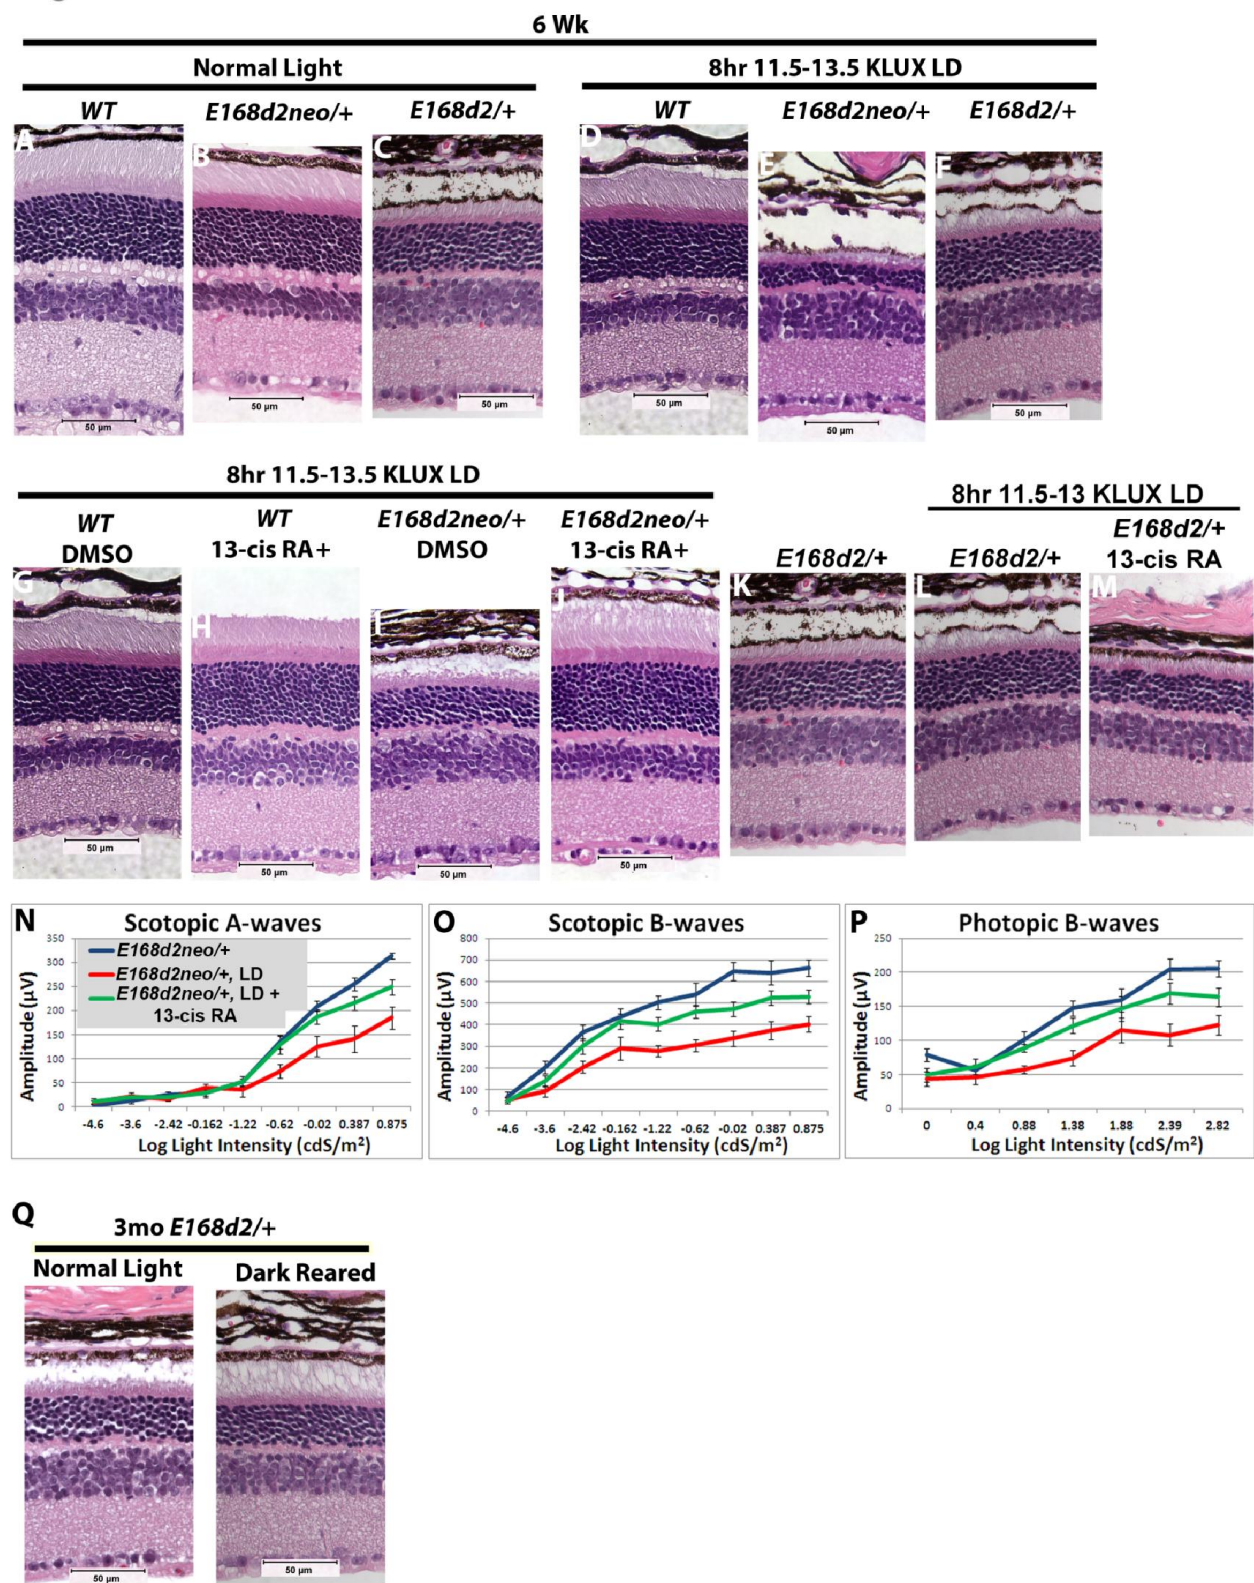 6 Wk
Normal Light
8hr 11.5-13.5 KLUX LD
WT
E168d2neo/+
E168d2/+
WT
E168d2neo/+
E168d2/+
A
B
C
D
E
F
50 µm
50 µm
50 µm
50 µm
50 µm
50 µm
8hr 11.5-13.5 KLUX LD
8hr 11.5-13 KLUX LD
WT
DMSO
WT
13-cis RA+
E168d2neo/+
DMSO
E168d2neo/+
13-cis RA+
E168d2/+
E168d2/+
E168d2/+
13-cis RA
G
H
I
J
K
L
M
50 µm
50 µm
50 µm
50 µm
N
Scotopic A-waves
E168d2neo/+
E168d2neo/+, LD
E168d2neo/+, LD +
13-cis RA
Amplitude (µV)
350
300
250
200
150
100
50
0
-4.6 -3.6 -2.42 -0.162 -1.22 -0.62 -0.02 0.387 0.875
Log Light Intensity (cdS/m²)
O
Scotopic B-waves
Amplitude (µV)
800
700
600
500
400
300
200
100
0
-4.6 -3.6 -2.42 -0.162 -1.22 -0.62 -0.02 0.387 0.875
Log Light Intensity (cdS/m²)
P
Photopic B-waves
Amplitude (µV)
250
200
150
100
50
0
0 0.4 0.88 1.38 1.88 2.39 2.82
Log Light Intensity (cdS/m²)
Q
3mo E168d2/+
Normal Light
Dark Reared
50 µm
50 µm